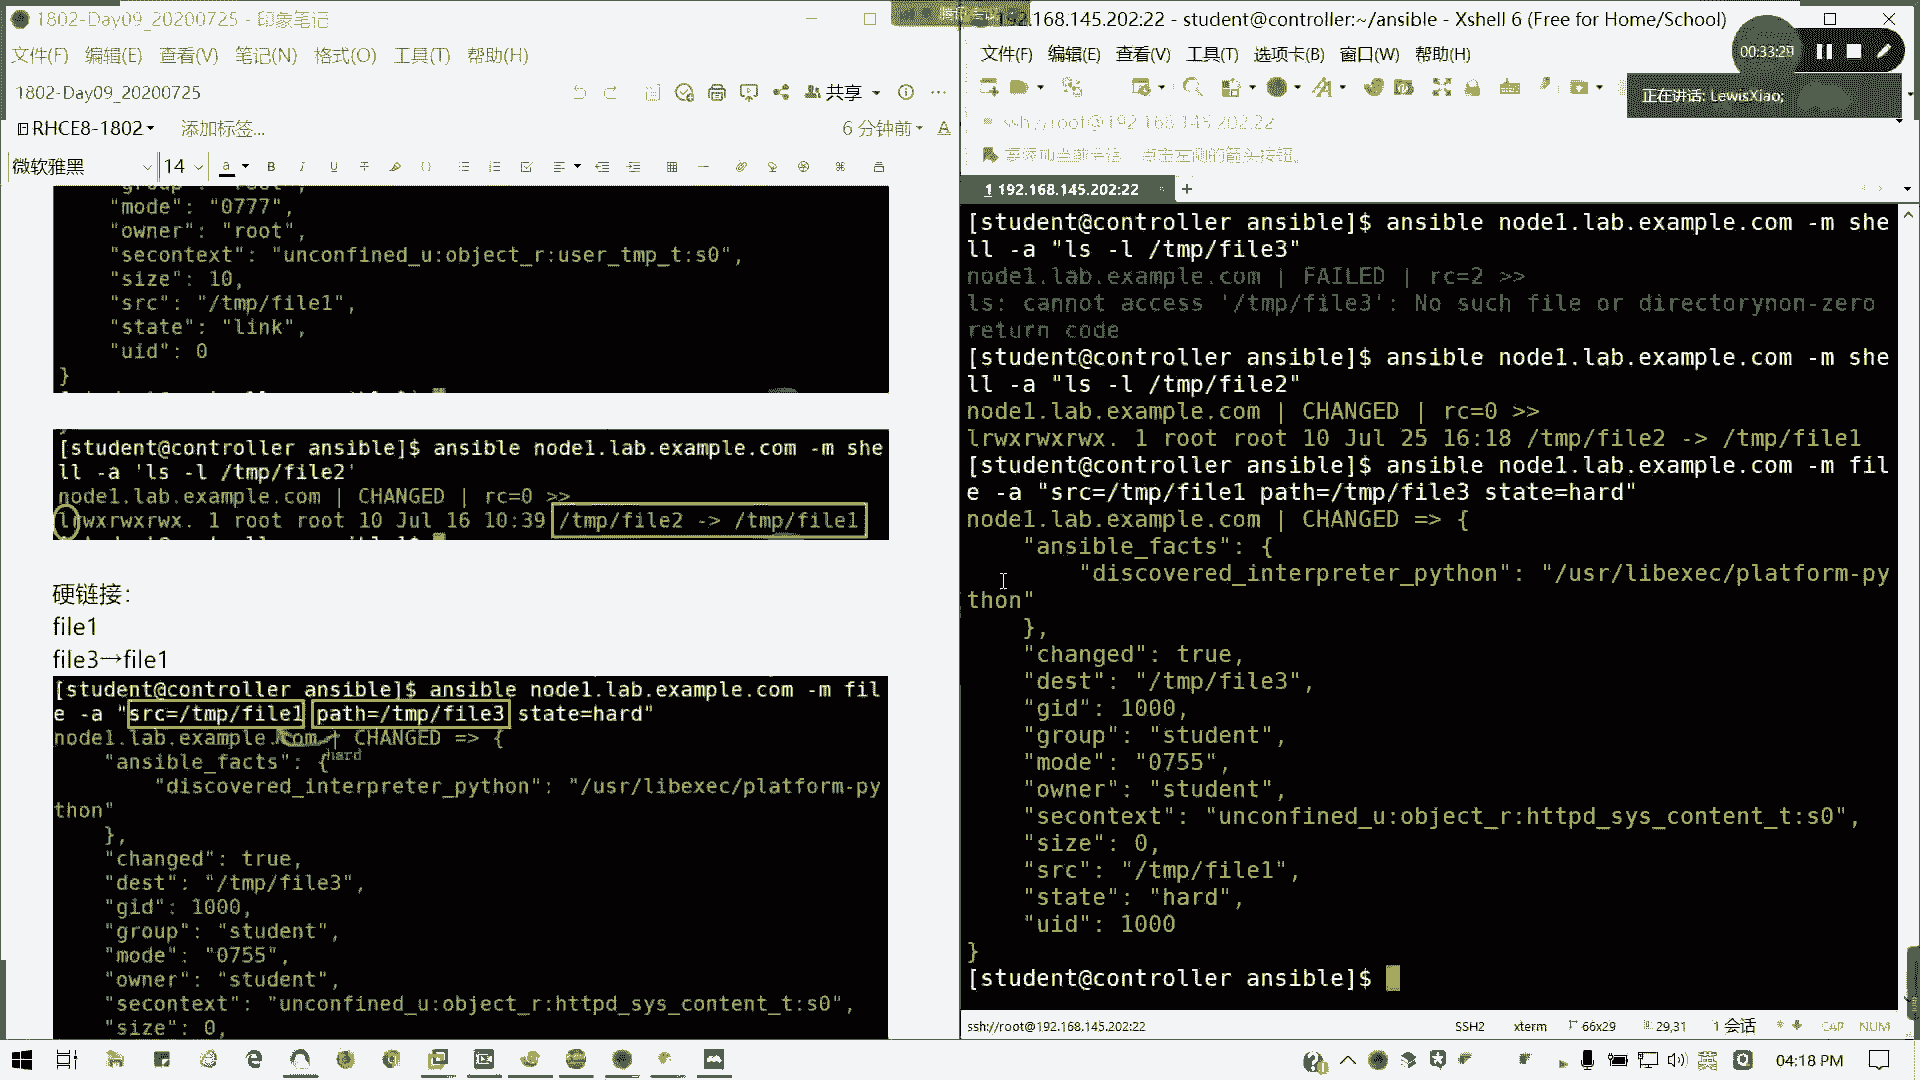 1802-Day09_20200725 - 印象笔记
文件(F) 编辑(E) 查看(V) 笔记(N) 格式(O) 工具(T) 帮助(H)
1802-Day09_20200725
共享
RHCE8-1802
添加标签...
6 分钟前
微软雅黑 14
"mode": "0777",
"owner": "root",
"secontext": "unconfined_u:object_r:user_tmp_t:s0",
"size": 10,
"src": "/tmp/file1",
"state": "link",
"uid": 0
}
[student@controller ansible]$ ansible node1.lab.example.com -m she
ll -a 'ls -l /tmp/file2'
node1.lab.example.com | CHANGED | rc=0 >>
lrwxrwxrwx. 1 root root 10 Jul 16 10:39 /tmp/file2 -> /tmp/file1
硬链接：
file1
file3→file1
[student@controller ansible]$ ansible node1.lab.example.com -m fil
e -a "src=/tmp/file1 path=/tmp/file3 state=hard"
node1.lab.example.com | CHANGED => {
hard
"ansible_facts": {
"discovered_interpreter_python": "/usr/libexec/platform-py
thon"
},
"changed": true,
"dest": "/tmp/file3",
"gid": 1000,
"group": "student",
"mode": "0755",
"owner": "student",
"secontext": "unconfined_u:object_r:httpd_sys_content_t:s0",
"size": 0,
192.168.145.202:22 - student@controller:~/ansible - Xshell 6 (Free for Home/School)
文件(F) 编辑(E) 查看(V) 工具(T) 选项卡(B) 窗口(W) 帮助(H)
00:33:29
正在讲话: LewisXiao;
ssh://root@192.168.145.202:22
1 192.168.145.202:22
[student@controller ansible]$ ansible node1.lab.example.com -m she
ll -a "ls -l /tmp/file3"
node1.lab.example.com | FAILED | rc=2 >>
ls: cannot access '/tmp/file3': No such file or directorynon-zero
return code
[student@controller ansible]$ ansible node1.lab.example.com -m she
ll -a "ls -l /tmp/file2"
node1.lab.example.com | CHANGED | rc=0 >>
lrwxrwxrwx. 1 root root 10 Jul 25 16:18 /tmp/file2 -> /tmp/file1
[student@controller ansible]$ ansible node1.lab.example.com -m fil
e -a "src=/tmp/file1 path=/tmp/file3 state=hard"
node1.lab.example.com | CHANGED => {
"ansible_facts": {
"discovered_interpreter_python": "/usr/libexec/platform-py
thon"
},
"changed": true,
"dest": "/tmp/file3",
"gid": 1000,
"group": "student",
"mode": "0755",
"owner": "student",
"secontext": "unconfined_u:object_r:httpd_sys_content_t:s0",
"size": 0,
"src": "/tmp/file1",
"state": "hard",
"uid": 1000
}
[student@controller ansible]$
ssh://root@192.168.145.202:22 SSH2 xterm 66x29 29,31 1 会话 CAP NUM
04:18 PM